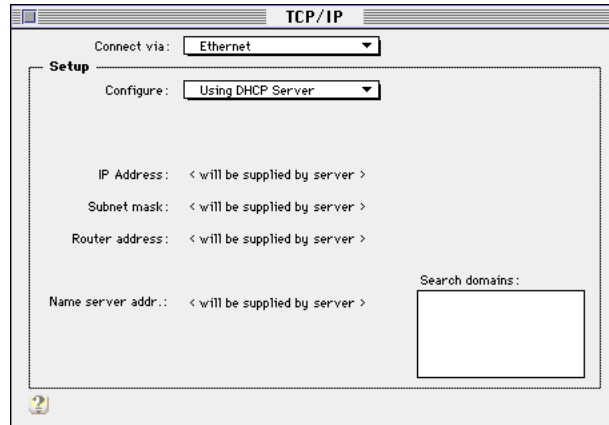 TCP/IP
Connect via: Ethernet
Setup
Configure: Using DHCP Server
IP Address: < will be supplied by server >
Subnet mask: < will be supplied by server >
Router address: < will be supplied by server >
Search domains:
Name server addr.: < will be supplied by server >
?